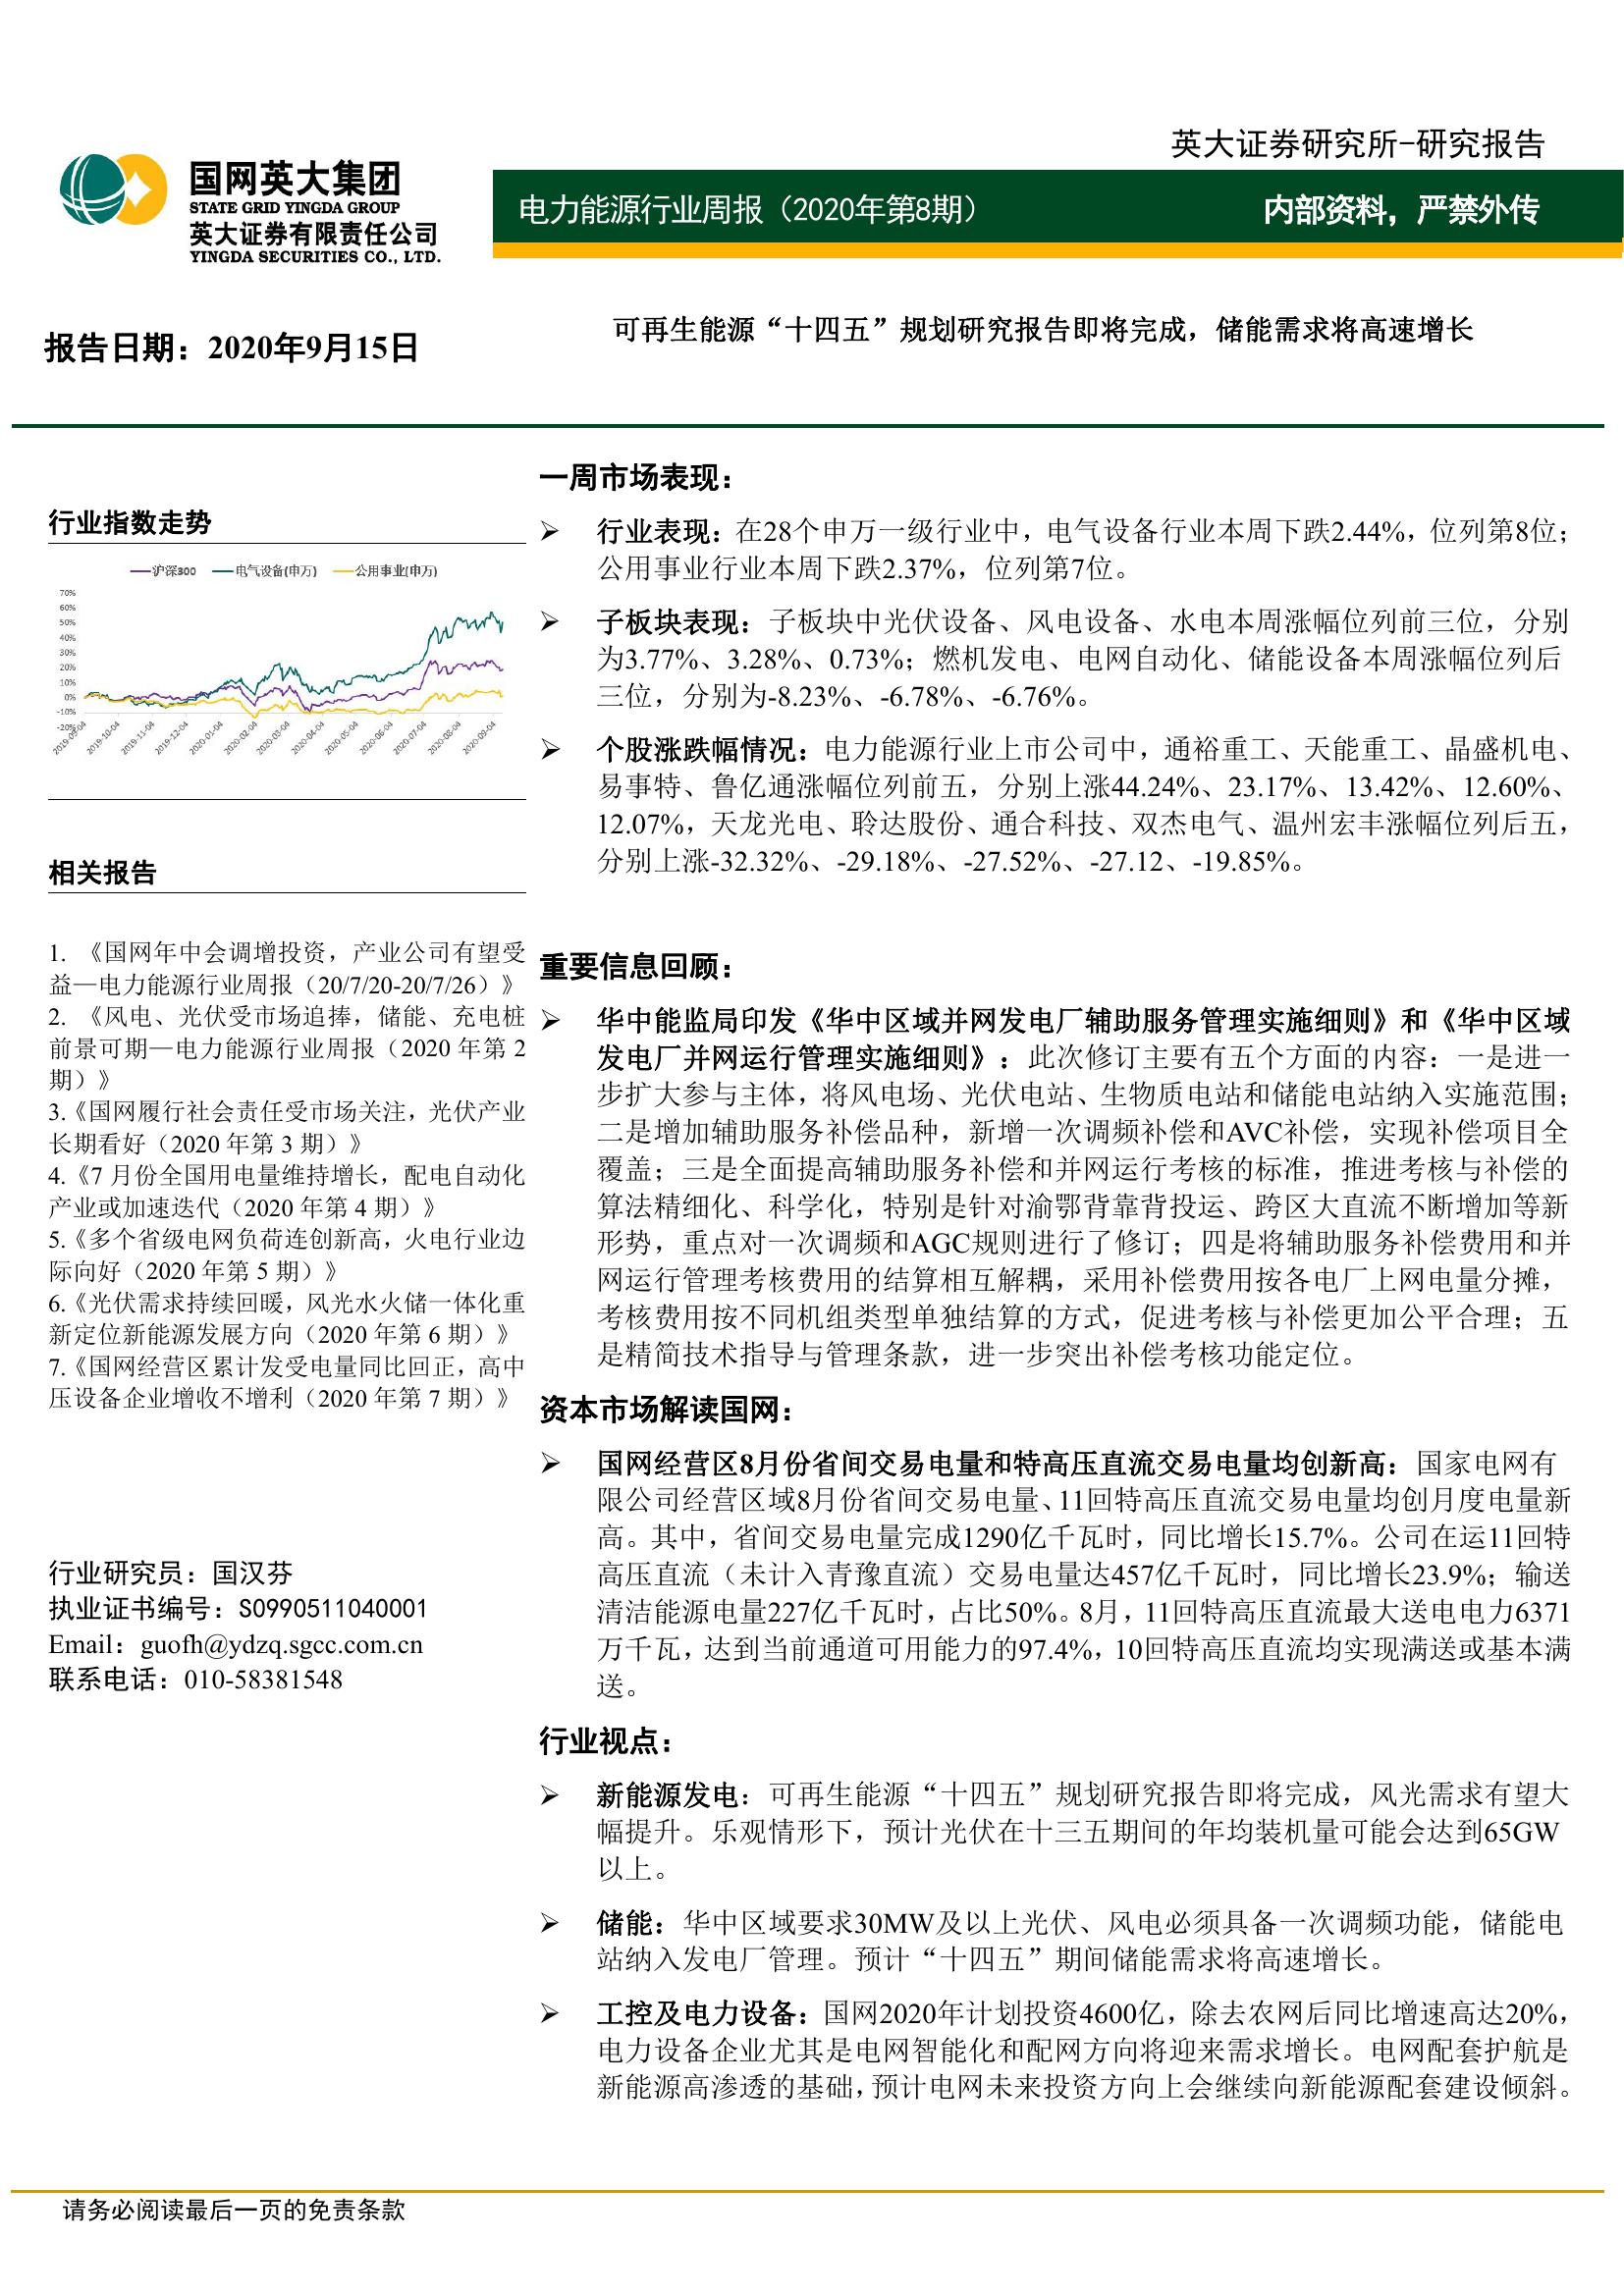 英大证券研究所-研究报告
国网英大集团
STATE GRID YINGDA GROUP
英大证券有限责任公司
YINGDA SECURITIES CO., LTD.
电力能源行业周报（2020年第8期）
内部资料，严禁外传
报告日期：2020年9月15日
可再生能源“十四五”规划研究报告即将完成，储能需求将高速增长
行业指数走势
沪深300 电气设备(申万) 公用事业(申万)
70%
60%
50%
40%
30%
20%
10%
0%
-10%
-20%
2019-09-04 2019-10-04 2019-11-04 2019-12-04 2020-01-04 2020-02-04 2020-03-04 2020-04-04 2020-05-04 2020-06-04 2020-07-04 2020-08-04 2020-09-04
相关报告
1. 《国网年中会调增投资，产业公司有望受
益—电力能源行业周报（20/7/20-20/7/26）》
2. 《风电、光伏受市场追捧，储能、充电桩
前景可期—电力能源行业周报（2020 年第 2
期）》
3.《国网履行社会责任受市场关注，光伏产业
长期看好（2020 年第 3 期）》
4.《7 月份全国用电量维持增长，配电自动化
产业或加速迭代（2020 年第 4 期）》
5.《多个省级电网负荷连创新高，火电行业边
际向好（2020 年第 5 期）》
6.《光伏需求持续回暖，风光水火储一体化重
新定位新能源发展方向（2020 年第 6 期）》
7.《国网经营区累计发受电量同比回正，高中
压设备企业增收不增利（2020 年第 7 期）》
行业研究员：国汉芬
执业证书编号：S0990511040001
Email：guofh@ydzq.sgcc.com.cn
联系电话：010-58381548
一周市场表现：
➢ 行业表现：在28个申万一级行业中，电气设备行业本周下跌2.44%，位列第8位；
公用事业行业本周下跌2.37%，位列第7位。
➢ 子板块表现：子板块中光伏设备、风电设备、水电本周涨幅位列前三位，分别
为3.77%、3.28%、0.73%；燃机发电、电网自动化、储能设备本周涨幅位列后
三位，分别为-8.23%、-6.78%、-6.76%。
➢ 个股涨跌幅情况：电力能源行业上市公司中，通裕重工、天能重工、晶盛机电、
易事特、鲁亿通涨幅位列前五，分别上涨44.24%、23.17%、13.42%、12.60%、
12.07%，天龙光电、聆达股份、通合科技、双杰电气、温州宏丰涨幅位列后五，
分别上涨-32.32%、-29.18%、-27.52%、-27.12、-19.85%。
重要信息回顾：
➢ 华中能监局印发《华中区域并网发电厂辅助服务管理实施细则》和《华中区域
发电厂并网运行管理实施细则》：此次修订主要有五个方面的内容：一是进一
步扩大参与主体，将风电场、光伏电站、生物质电站和储能电站纳入实施范围；
二是增加辅助服务补偿品种，新增一次调频补偿和AVC补偿，实现补偿项目全
覆盖；三是全面提高辅助服务补偿和并网运行考核的标准，推进考核与补偿的
算法精细化、科学化，特别是针对渝鄂背靠背投运、跨区大直流不断增加等新
形势，重点对一次调频和AGC规则进行了修订；四是将辅助服务补偿费用和并
网运行管理考核费用的结算相互解耦，采用补偿费用按各电厂上网电量分摊，
考核费用按不同机组类型单独结算的方式，促进考核与补偿更加公平合理；五
是精简技术指导与管理条款，进一步突出补偿考核功能定位。
资本市场解读国网：
➢ 国网经营区8月份省间交易电量和特高压直流交易电量均创新高：国家电网有
限公司经营区域8月份省间交易电量、11回特高压直流交易电量均创月度电量新
高。其中，省间交易电量完成1290亿千瓦时，同比增长15.7%。公司在运11回特
高压直流（未计入青豫直流）交易电量达457亿千瓦时，同比增长23.9%；输送
清洁能源电量227亿千瓦时，占比50%。8月，11回特高压直流最大送电电力6371
万千瓦，达到当前通道可用能力的97.4%，10回特高压直流均实现满送或基本满
送。
行业视点：
➢ 新能源发电：可再生能源“十四五”规划研究报告即将完成，风光需求有望大
幅提升。乐观情形下，预计光伏在十三五期间的年均装机量可能会达到65GW
以上。
➢ 储能：华中区域要求30MW及以上光伏、风电必须具备一次调频功能，储能电
站纳入发电厂管理。预计“十四五”期间储能需求将高速增长。
➢ 工控及电力设备：国网2020年计划投资4600亿，除去农网后同比增速高达20%，
电力设备企业尤其是电网智能化和配网方向将迎来需求增长。电网配套护航是
新能源高渗透的基础，预计电网未来投资方向上会继续向新能源配套建设倾斜。
请务必阅读最后一页的免责条款